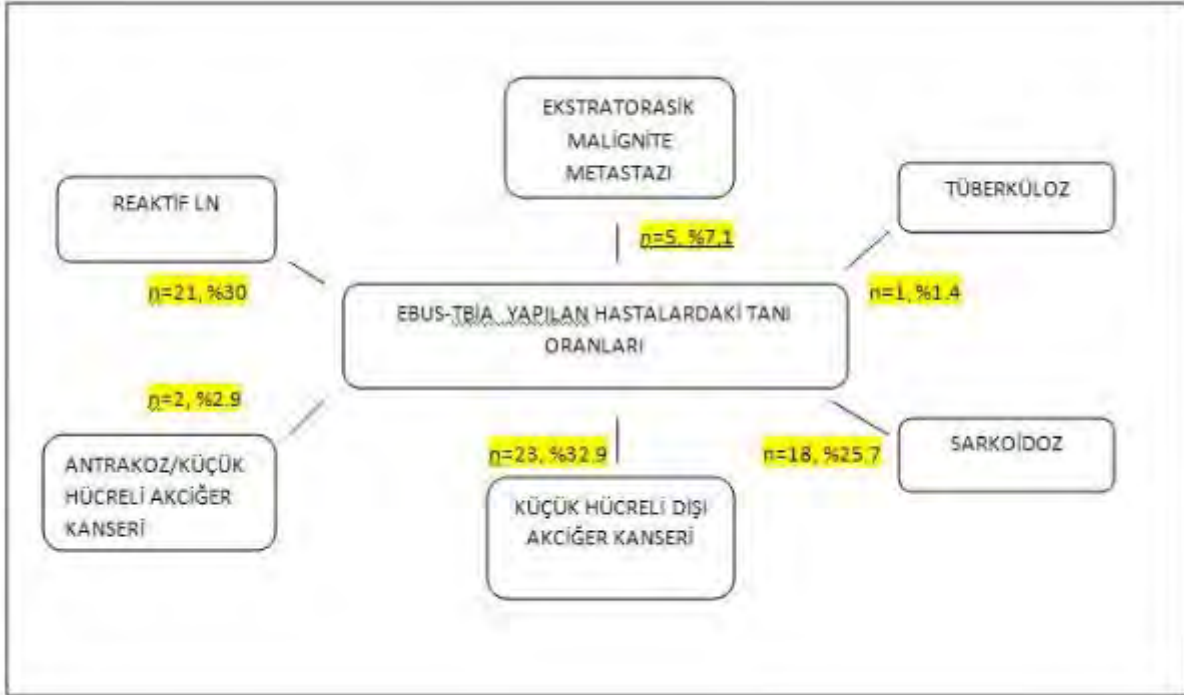 EKSTRATORASİK
MALİGNİTE
METASTAZI
REAKTİF LN
TÜBERKÜLOZ
n=5, %7,1
n=21, %30
n=1, %1.4
EBUS-TBİA YAPILAN HASTALARDAKİ TANI
ORANLARI
n=2, %2.9
n=23, %32.9
n=18, %25.7
SARKOİDOZ
ANTRAKOZ/KÜÇÜK
HÜCRELİ AKCİĞER
KANSERİ
KÜÇÜK HÜCRELİ DIŞI
AKCİĞER KANSERİ